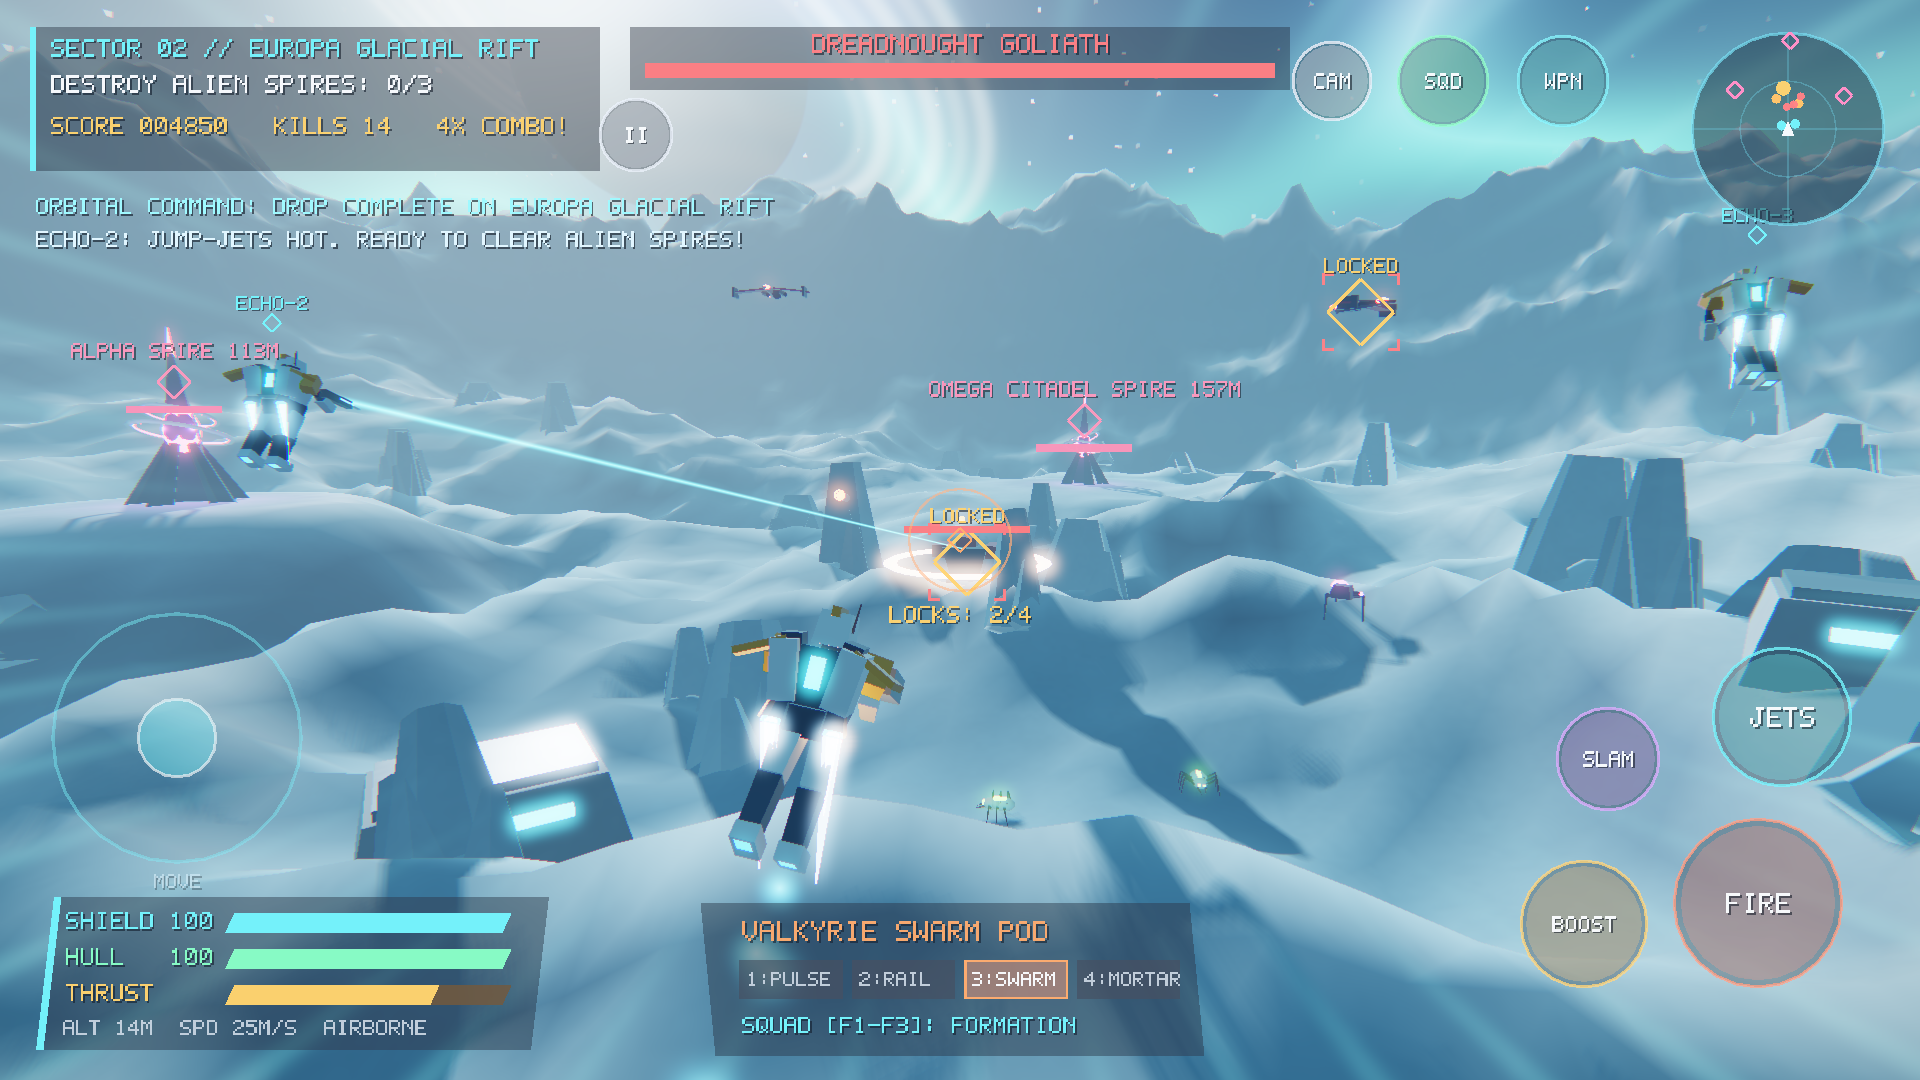 SECTOR 02 // EUROPA GLACIAL RIFT
DESTROY ALIEN SPIRES: 0/3
SCORE 004850 KILLS 14 4X COMBO!
DREADNOUGHT GOLIATH
II
CAM
SQD
WPN
ORBITAL COMMAND: DROP COMPLETE ON EUROPA GLACIAL RIFT
ECHO-2: JUMP-JETS HOT. READY TO CLEAR ALIEN SPIRES!
ECHO-3
LOCKED
ECHO-2
ALPHA SPIRE 113M
OMEGA CITADEL SPIRE 157M
LOCKED
LOCKS: 2/4
JETS
SLAM
MOVE
FIRE
BOOST
SHIELD 100
HULL 100
THRUST
ALT 14M SPD 25M/S AIRBORNE
VALKYRIE SWARM POD
1:PULSE 2:RAIL 3:SWARM 4:MORTAR
SQUAD [F1-F3]: FORMATION